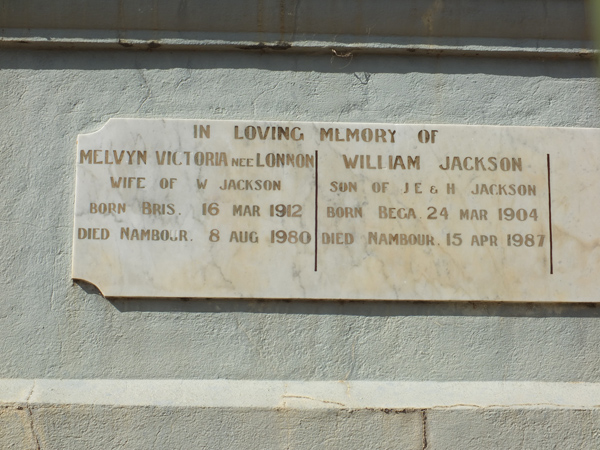 IN LOVING MEMORY OF
MELVYN VICTORIA NEE LONNON
WIFE OF W JACKSON
BORN BRIS. 16 MAR 1912
DIED NAMBOUR. 8 AUG 1980
WILLIAM JACKSON
SON OF J E & H JACKSON
BORN BEGA. 24 MAR 1904
DIED NAMBOUR. 15 APR 1987